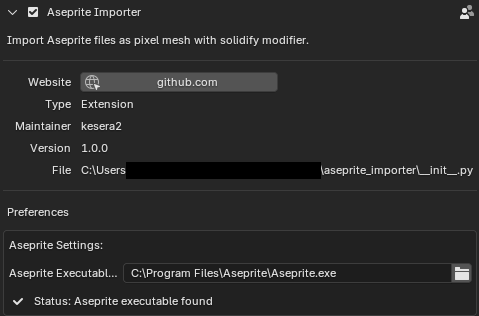 Aseprite Importer
Import Aseprite files as pixel mesh with solidify modifier.
Website github.com
Type Extension
Maintainer kesera2
Version 1.0.0
File C:\Users \aseprite_importer\__init__.py
Preferences
Aseprite Settings:
Aseprite Executabl... C:\Program Files\Aseprite\Aseprite.exe
Status: Aseprite executable found